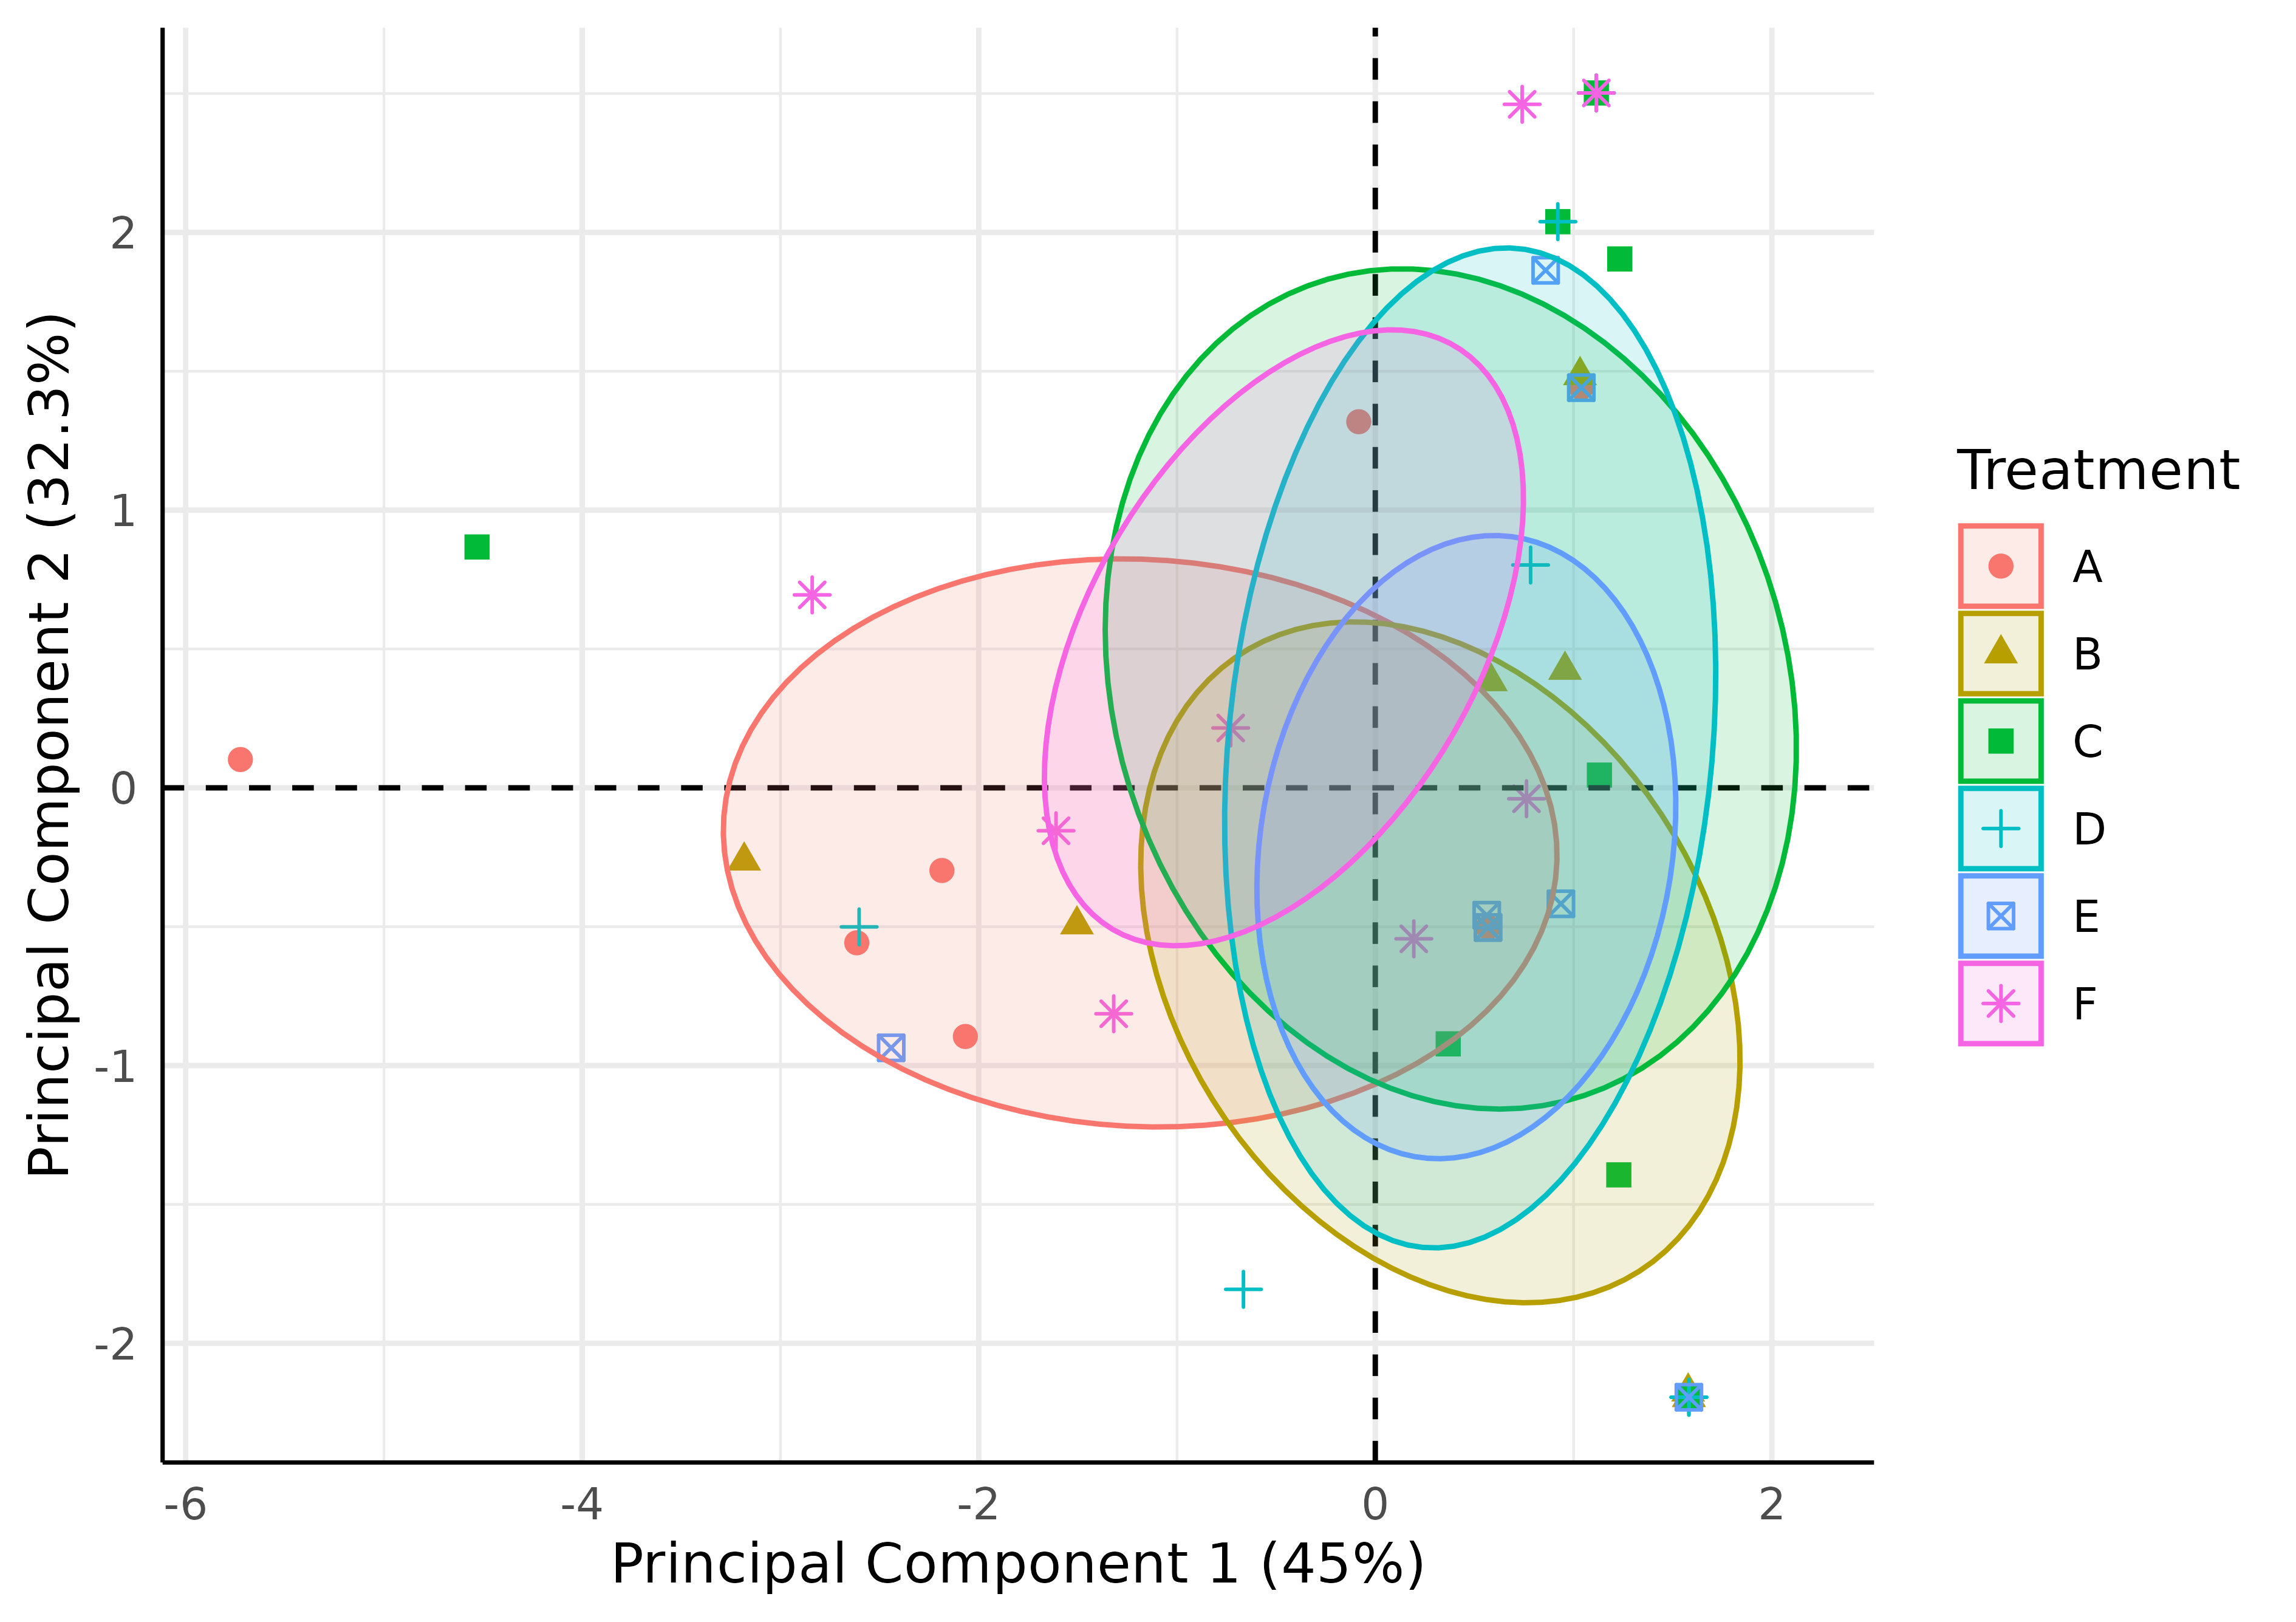 Principal Component 2 (32.3%)
2
1
0
-1
-2
-6
-4
-2
0
2
Principal Component 1 (45%)
Treatment
A
B
C
D
E
F